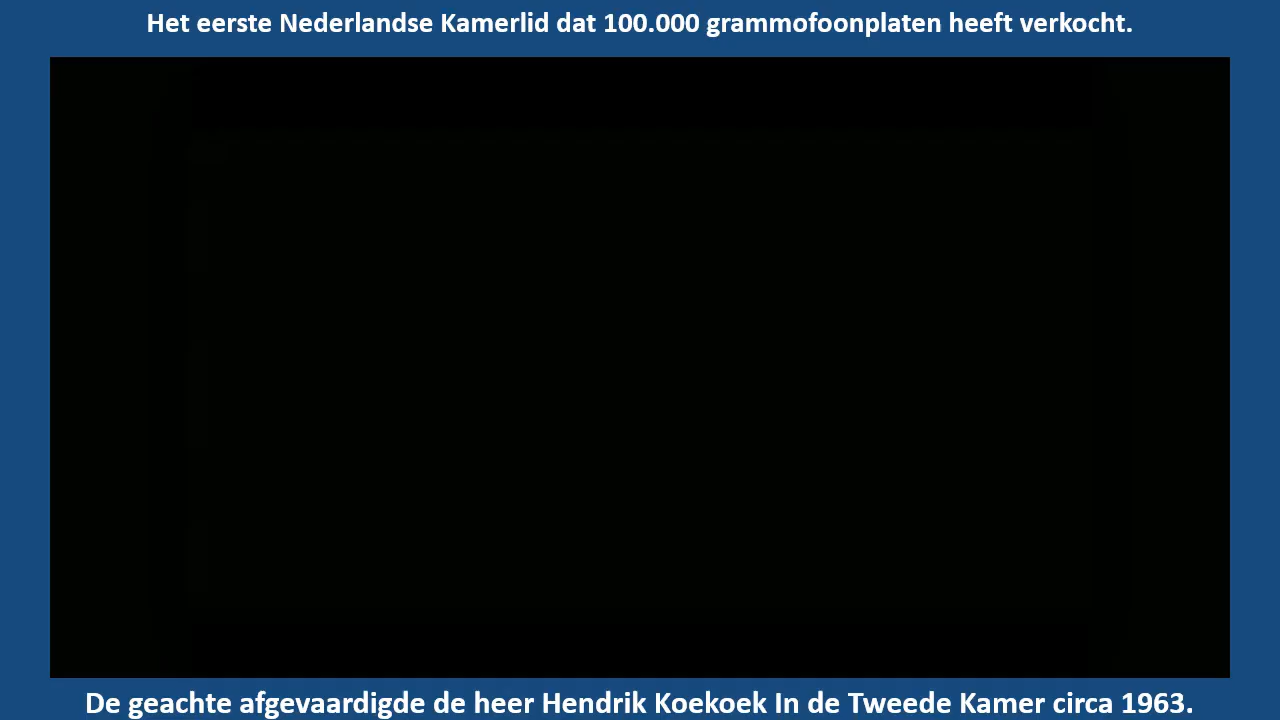 Het eerste Nederlandse Kamerlid dat 100.000 grammofoonplaten heeft verkocht.
De geachte afgevaardigde de heer Hendrik Koekoek In de Tweede Kamer circa 1963.